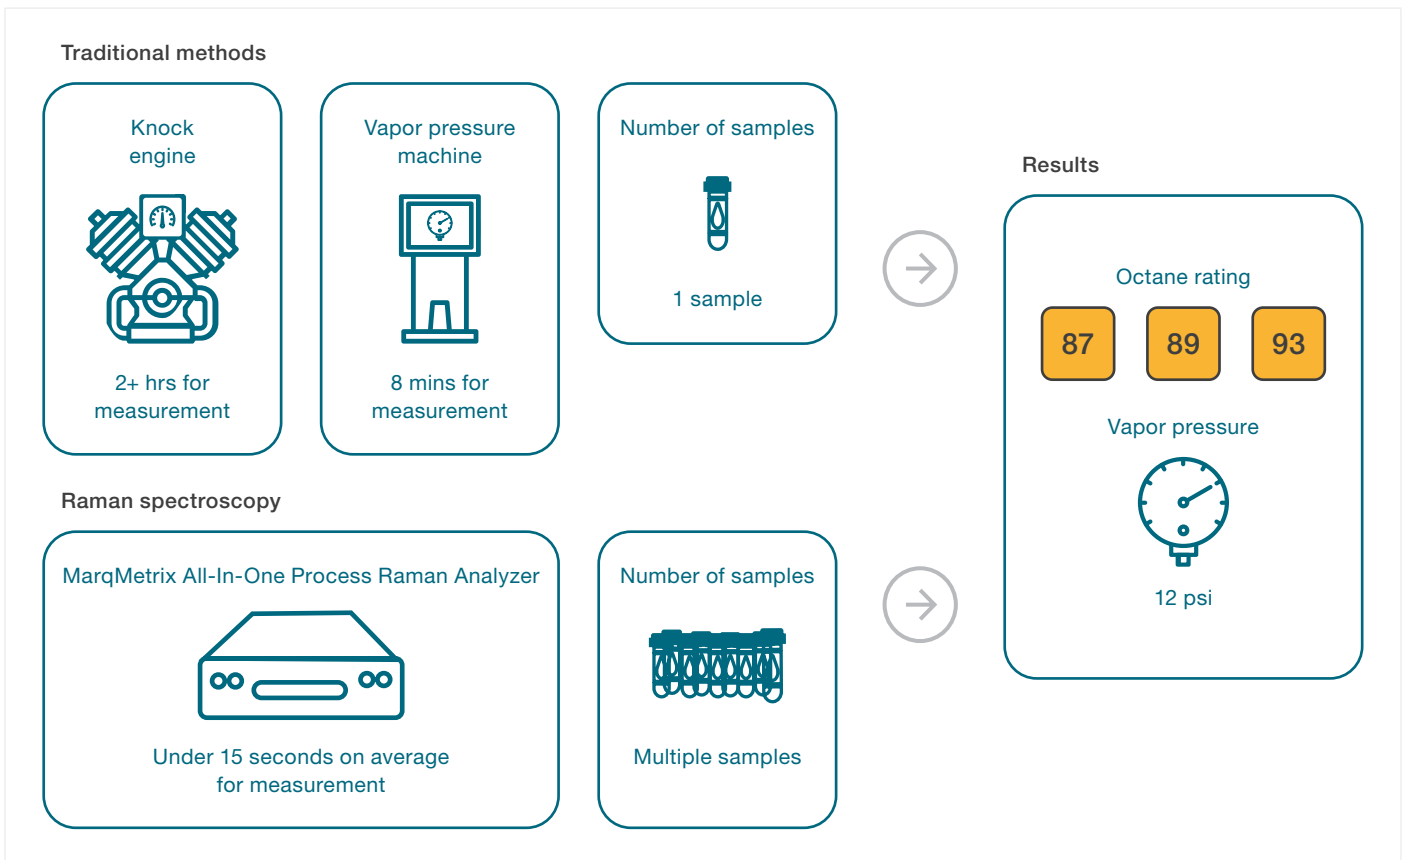 Traditional methods
Knock
engine
2+ hrs for
measurement
Vapor pressure
machine
8 mins for
measurement
Number of samples
1 sample
Raman spectroscopy
MarqMetrix All-In-One Process Raman Analyzer
Under 15 seconds on average
for measurement
Number of samples
Multiple samples
Results
Octane rating
87 89 93
Vapor pressure
12 psi